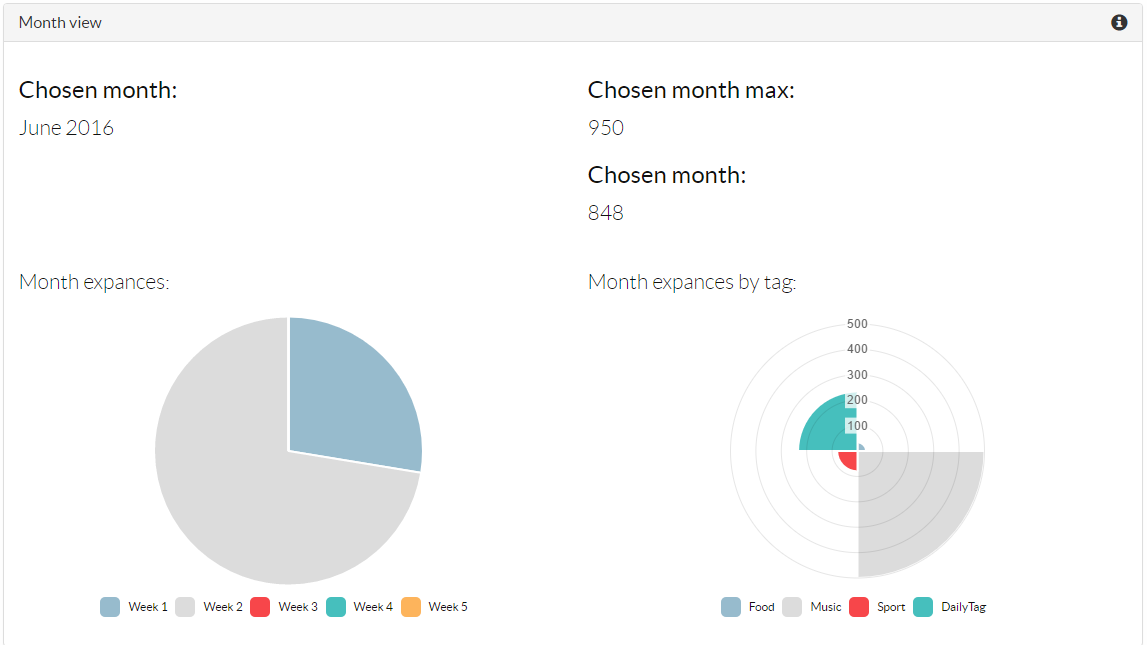 Month view
Chosen month:
June 2016
Chosen month max:
950
Chosen month:
848
Month expances:
Month expances by tag:
500
400
300
200
100
Week 1 Week 2 Week 3 Week 4 Week 5
Food Music Sport DailyTag